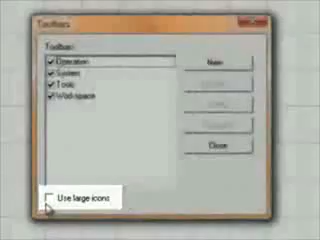 Toolbars
Toolbars
Operation
System
Tools
Workspace
New
Close
Use large icons